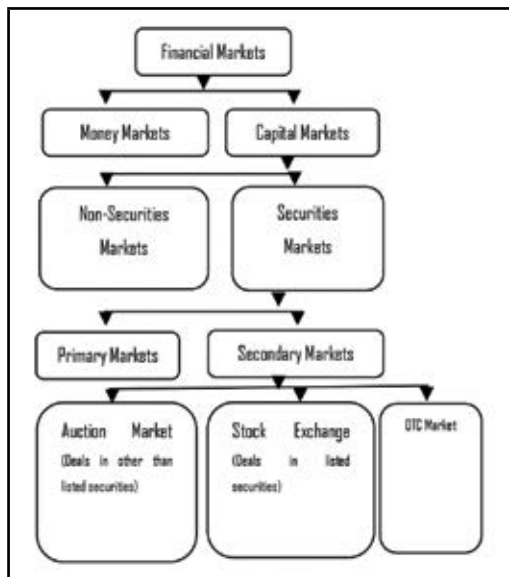 Financial Markets
Money Markets
Capital Markets
Non-Securities
Markets
Securities
Markets
Primary Markets
Secondary Markets
Auction Market
(Deals in other than
listed securities)
Stock Exchange
(Deals in listed
securities)
OTC Market